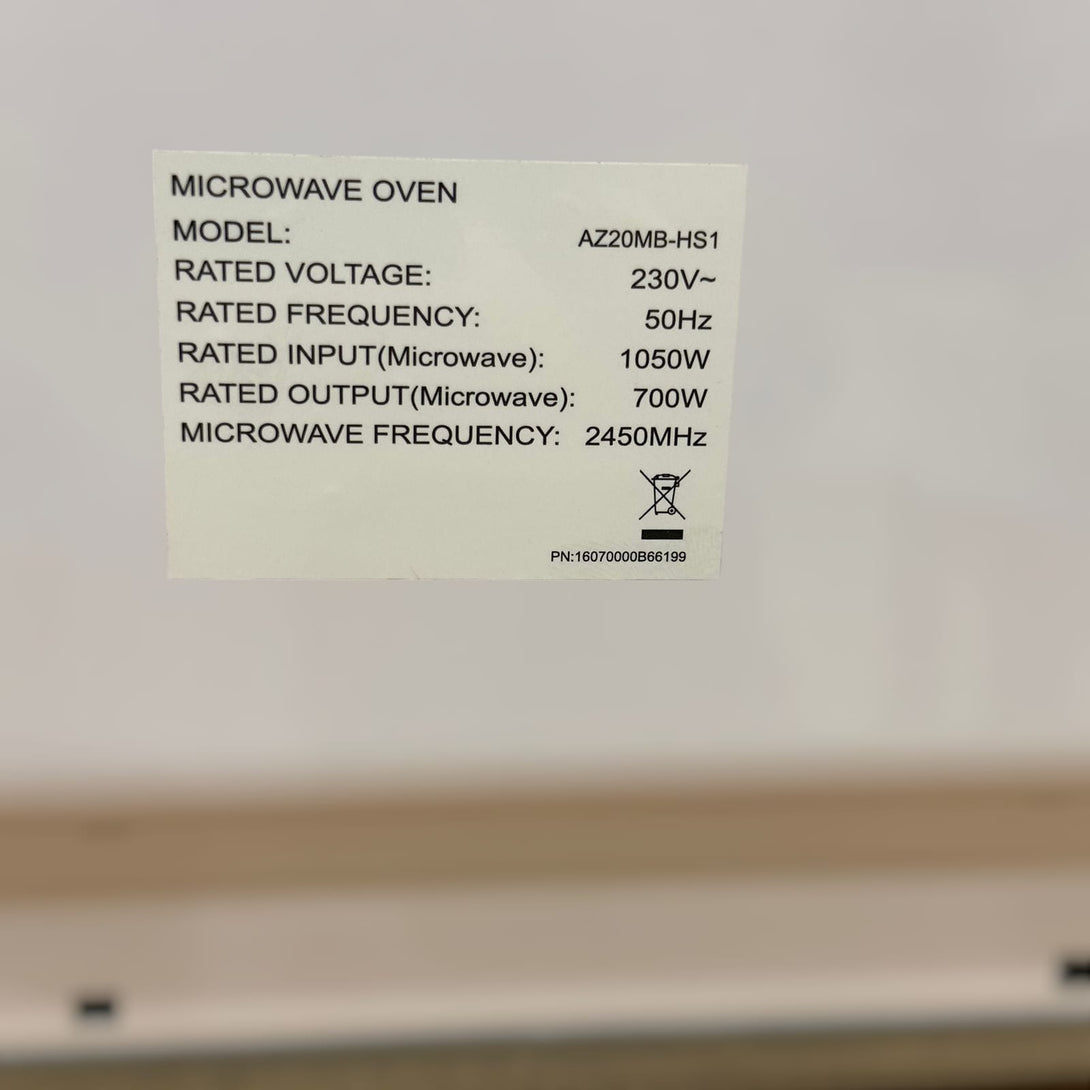 MICROWAVE OVEN
MODEL: AZ20MB-HS1
RATED VOLTAGE: 230V~
RATED FREQUENCY: 50Hz
RATED INPUT(Microwave): 1050W
RATED OUTPUT(Microwave): 700W
MICROWAVE FREQUENCY: 2450MHz
PN:16070000B66199